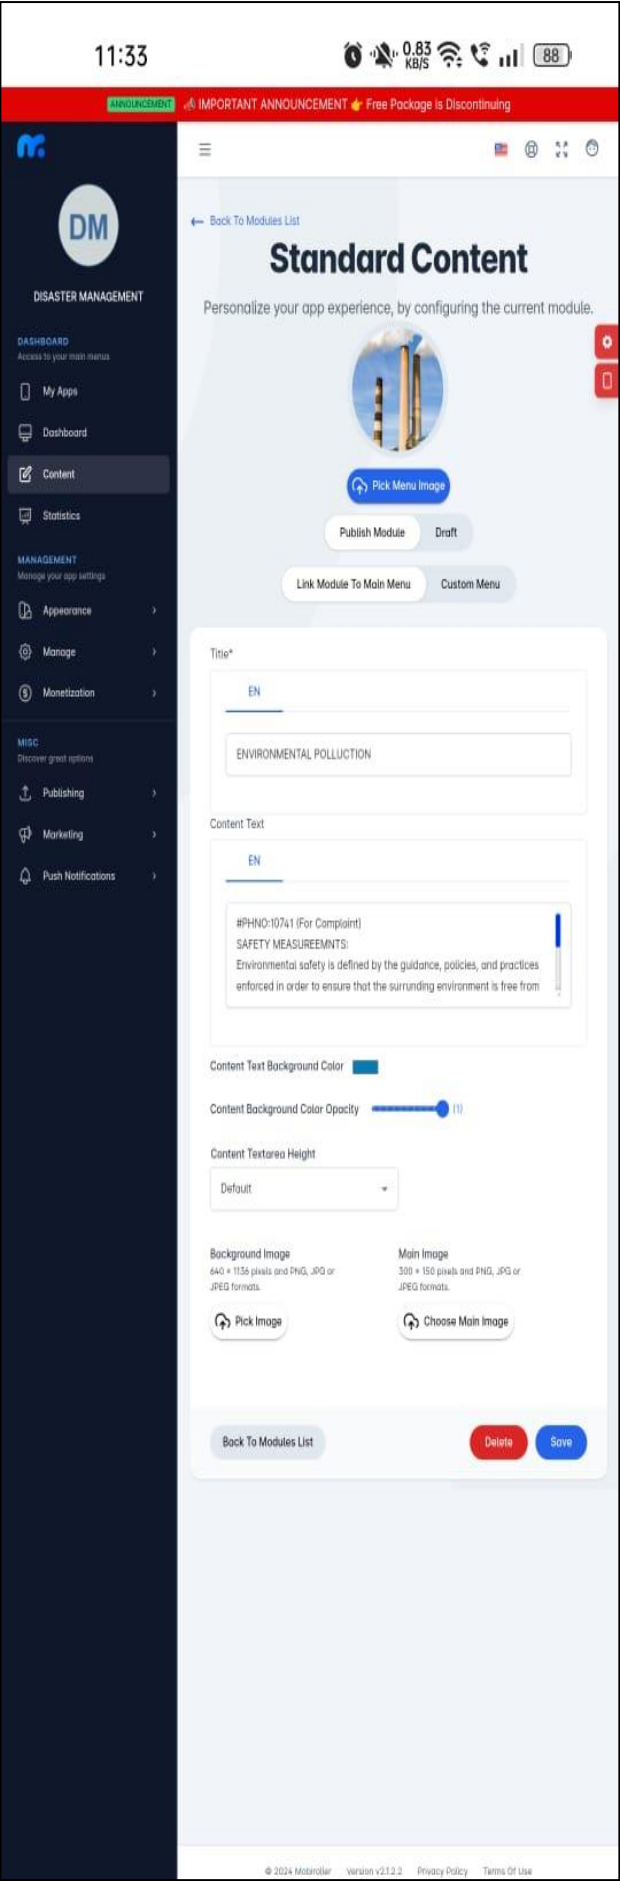 11:33
0.83
KB/S
88
ANNOUNCEMENT
IMPORTANT ANNOUNCEMENT 👉 Free Package is Discontinuing
Back To Modules List
DM
Standard Content
DISASTER MANAGEMENT
Personalize your app experience, by configuring the current module.
DASHBOARD
Access to your main menus
My Apps
Dashboard
Content
Pick Menu Image
Statistics
Publish Module
Draft
MANAGEMENT
Manage your app settings
Link Module To Main Menu
Custom Menu
Appearance
Manage
Title*
Monetization
EN
MISC
Discover great options
ENVIRONMENTAL POLLUCTION
Publishing
Content Text
Marketing
EN
Push Notifications
#PHNO:10741 (For Complaint)
SAFETY MEASUREEMNTS:
Environmental safety is defined by the guidance, policies, and practices
enforced in order to ensure that the surrunding environment is free from
Content Text Background Color
Content Background Color Opacity
(1)
Content Textarea Height
Default
Background Image
640 * 1136 pixels and PNG, JPG or
JPEG formats.
Pick Image
Main Image
300 * 150 pixels and PNG, JPG or
JPEG formats.
Choose Main Image
Back To Modules List
Delete
Save
© 2024 Mobiroller
Version v2.1.2.2
Privacy Policy
Terms Of Use